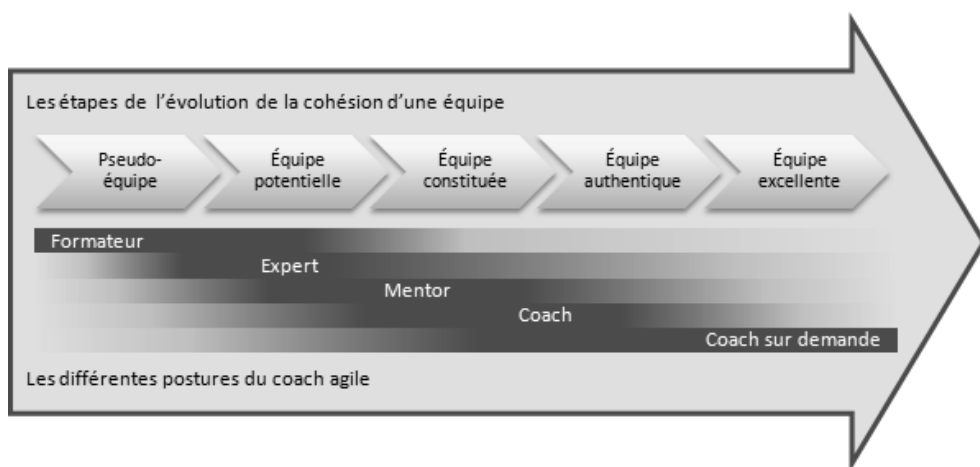 Les étapes de l’évolution de la cohésion d’une équipe
Pseudo-
équipe
Équipe
potentielle
Équipe
constituée
Équipe
authentique
Équipe
excellente
Formateur
Expert
Mentor
Coach
Coach sur demande
Les différentes postures du coach agile